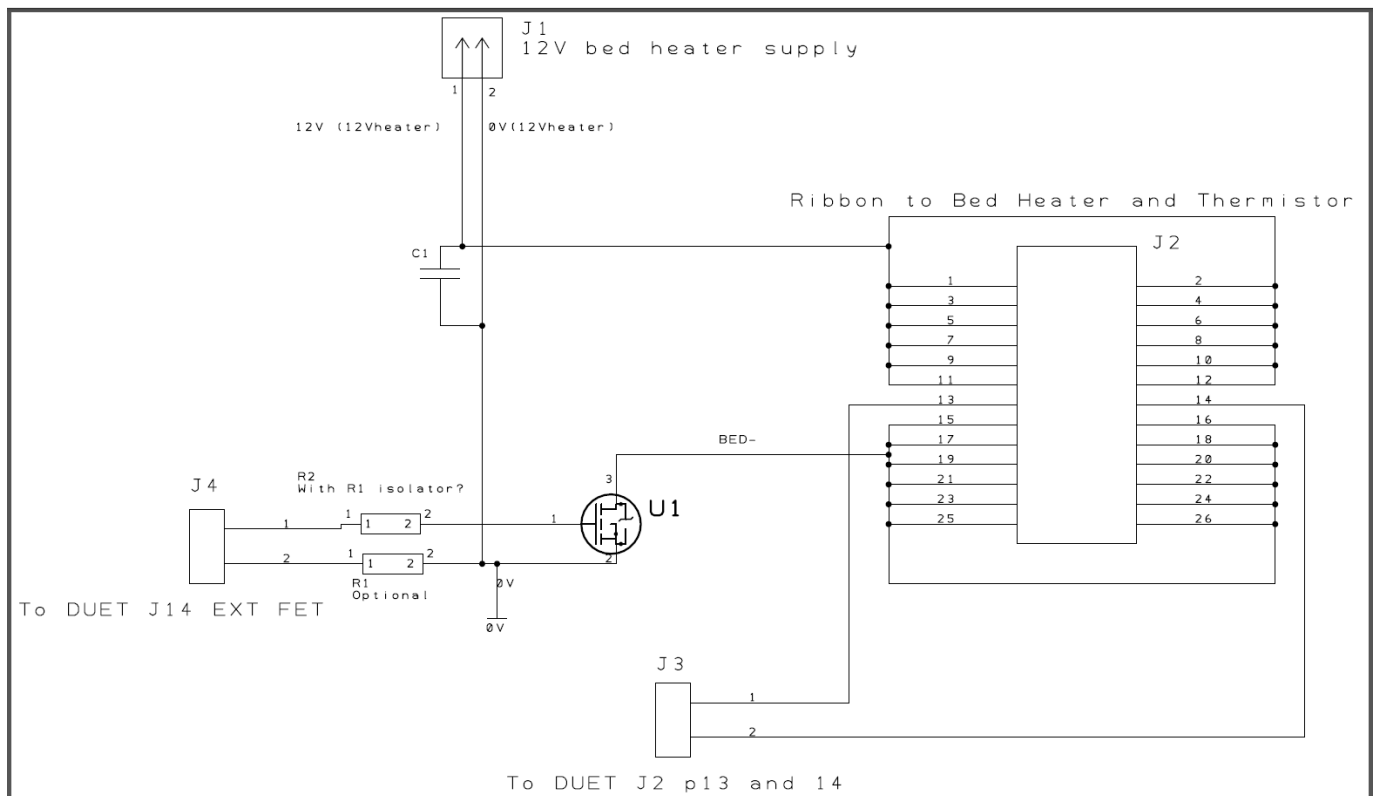 J1
12V bed heater supply
1 2
12V (12Vheater) 0V(12Vheater)
Ribbon to Bed Heater and Thermistor
J2
C1
1 2
3 4
5 6
7 8
9 10
11 12
13 14
15 16
17 18
19 20
21 22
23 24
25 26
BED-
J4
R2
With R1 isolator?
1 1 1 2 2 1
3
U1
2 1 1 2 2 2
R1
Optional
0V
0V
To DUET J14 EXT FET
J3
1
2
To DUET J2 p13 and 14